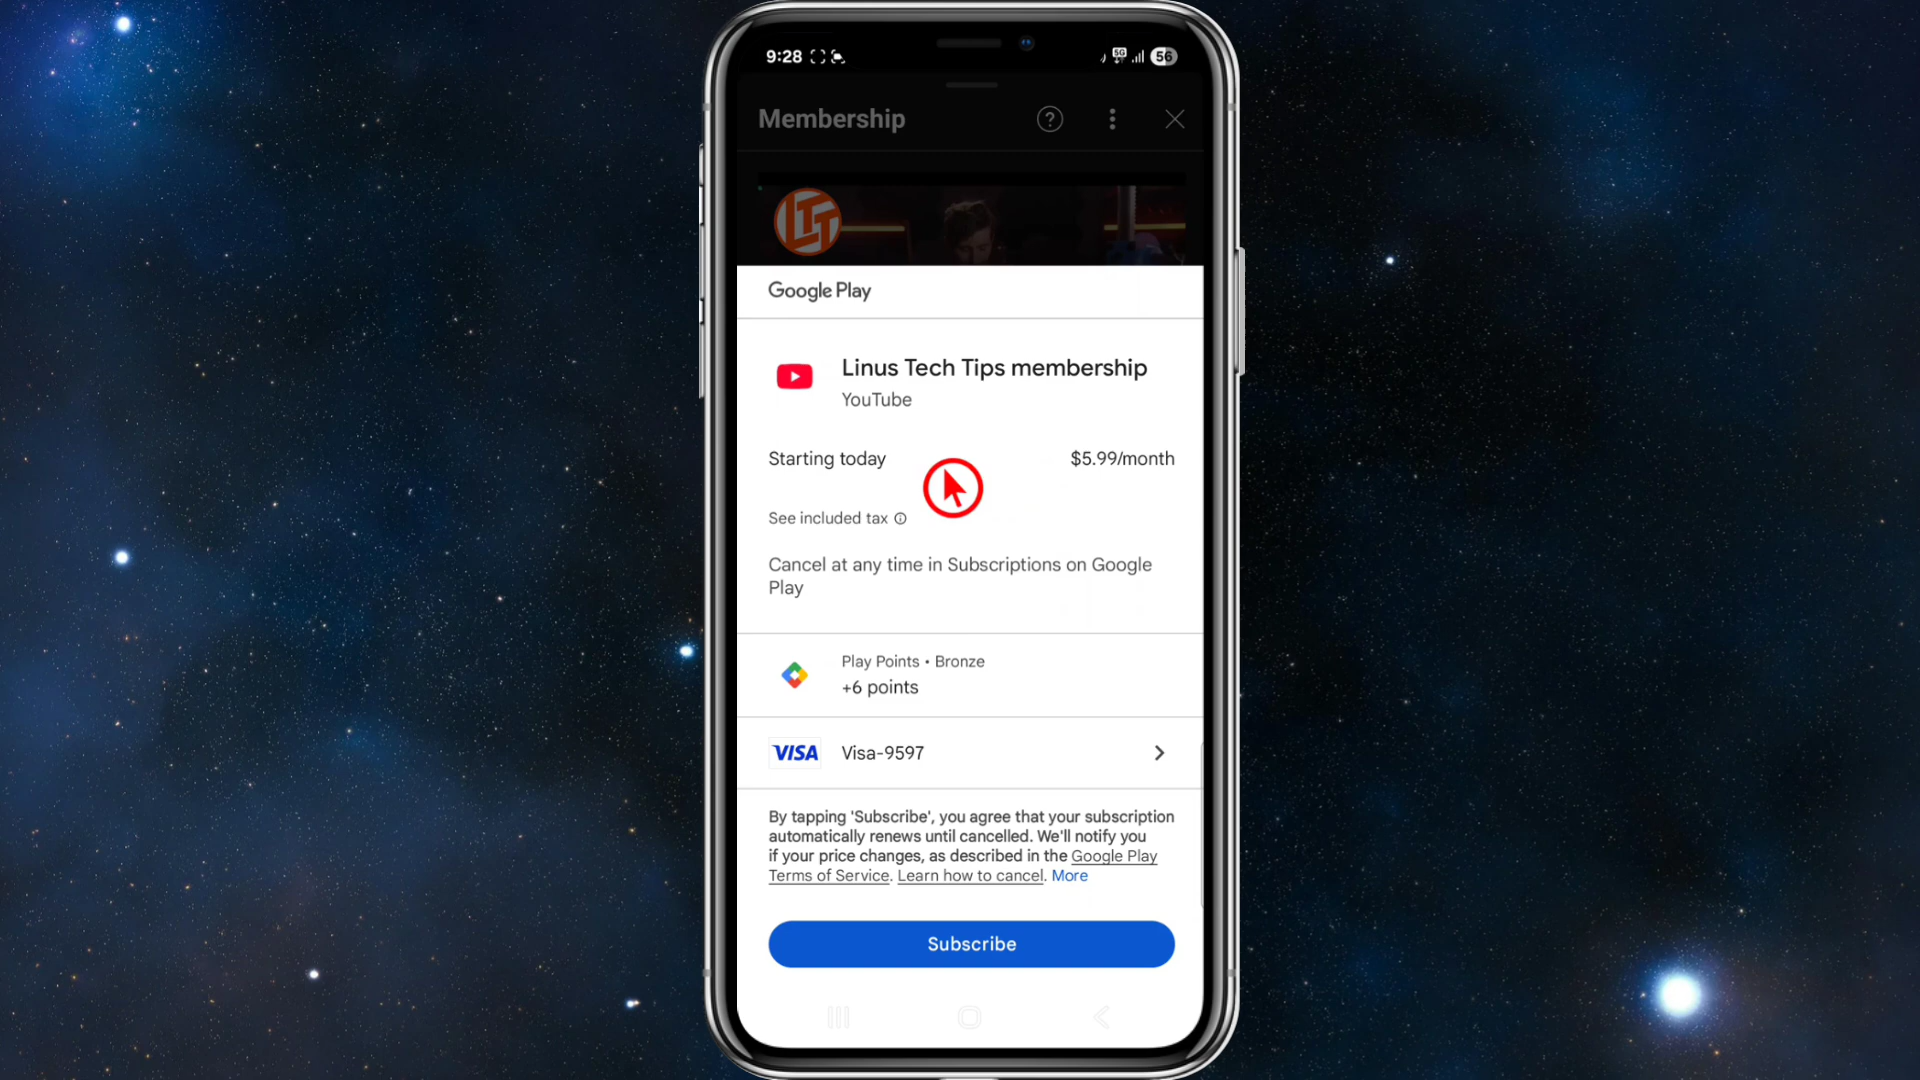 9:28
5G
56
Membership
LTT
Google Play
Linus Tech Tips membership
YouTube
Starting today
$5.99/month
See included tax
Cancel at any time in Subscriptions on Google
Play
Play Points • Bronze
+6 points
VISA
Visa-9597
By tapping 'Subscribe', you agree that your subscription
automatically renews until cancelled. We'll notify you
if your price changes, as described in the Google Play
Terms of Service. Learn how to cancel. More
Subscribe